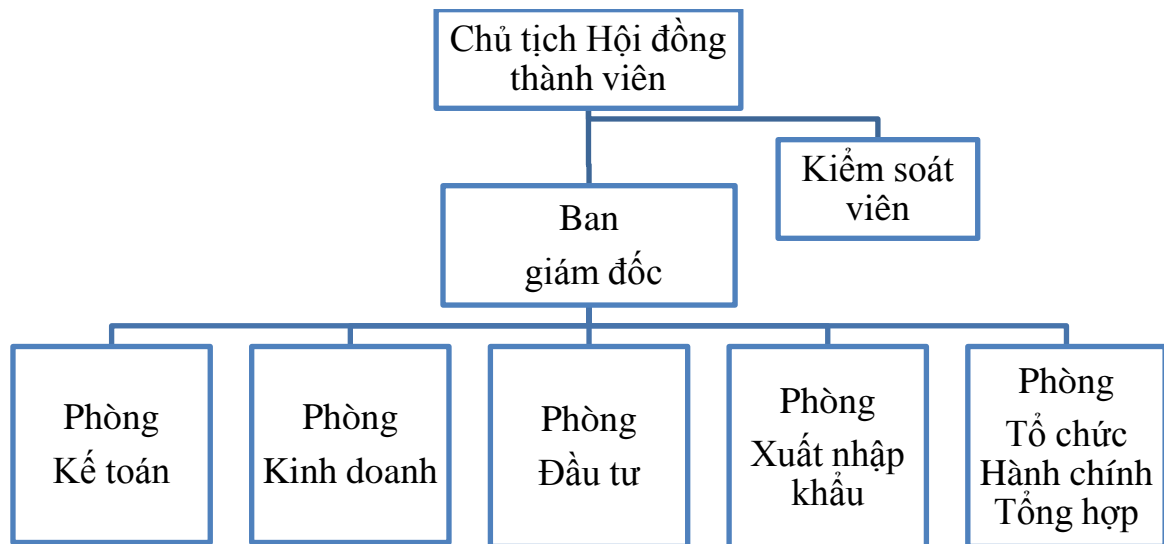 Chủ tịch Hội đồng
thành viên
Kiểm soát
viên
Ban
giám đốc
Phòng
Kế toán
Phòng
Kinh doanh
Phòng
Đầu tư
Phòng
Xuất nhập
khẩu
Phòng
Tổ chức
Hành chính
Tổng hợp